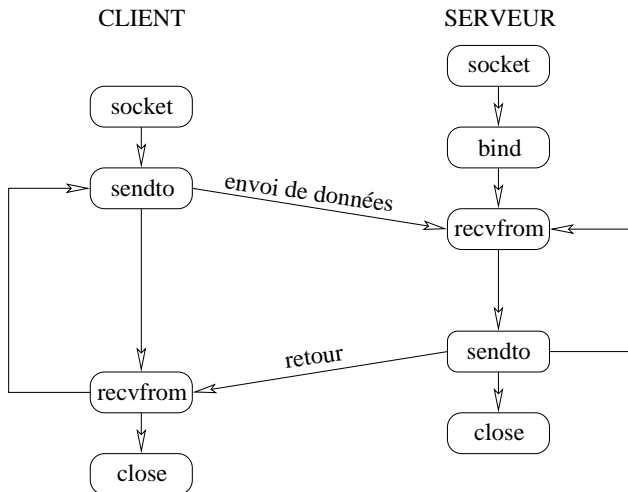 CLIENT
SERVEUR
socket
socket
bind
sendto
envoi de données
recvfrom
retour
sendto
recvfrom
close
close